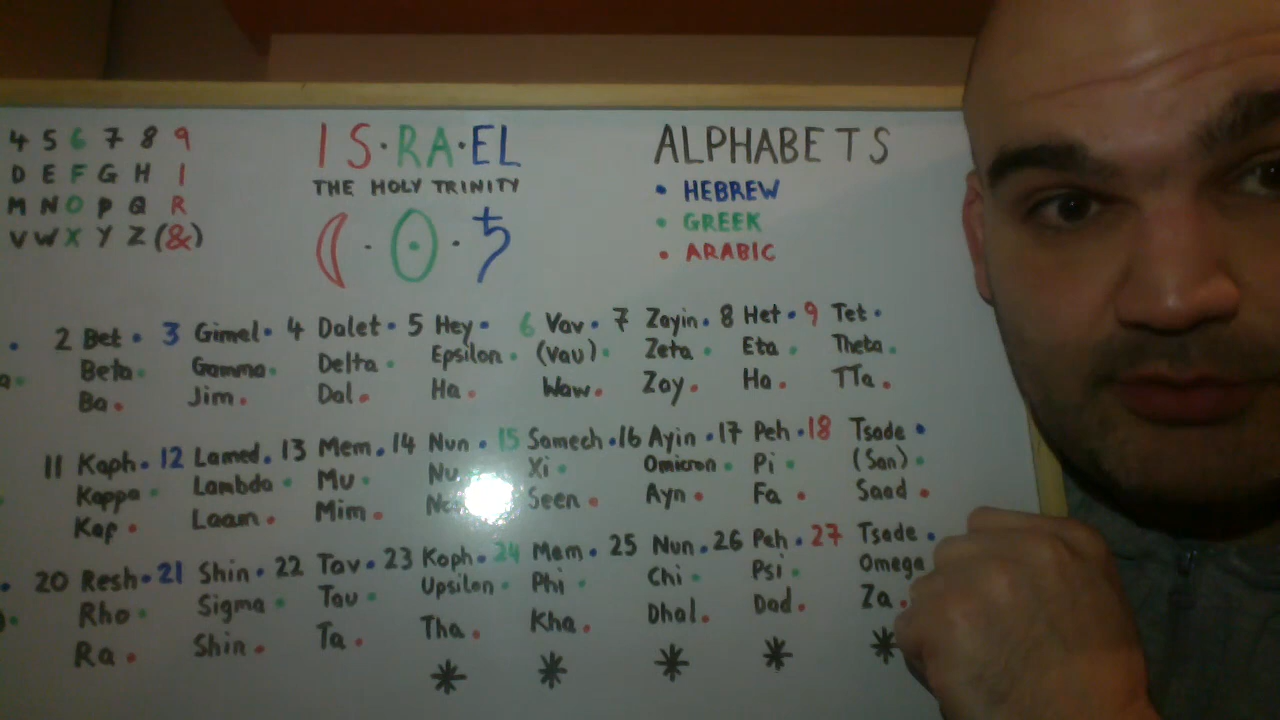 4 5 6 7 8 9
D E F G H I
M N O P Q R
V W X Y Z (&)
IS·RA·EL
THE HOLY TRINITY
ALPHABETS
• HEBREW
• GREEK
• ARABIC
2 Bet • 3 Gimel • 4 Dalet • 5 Hey • 6 Vav • 7 Zayin • 8 Het • 9 Tet •
a • Beta • Gamma • Delta • Epsilon • (Vau) • Zeta • Eta • Theta •
Ba • Jim • Dal • Ha • Waw • Zay • Ha • TTa •
11 Kaph • 12 Lamed • 13 Mem • 14 Nun • 15 Samech • 16 Ayin • 17 Peh • 18 Tsade •
Kappa • Lambda • Mu • Nu Xi • Omicron • Pi • (San) •
Kap • Laam • Mim • Seen • Ayn • Fa • Saad •
20 Resh • 21 Shin • 22 Tav • 23 Koph • 24 Mem • 25 Nun • 26 Peh • 27 Tsade •
Rho • Sigma • Tau • Upsilon • Phi • Chi • Psi • Omega
Ra • Shin • Ta • Tha • Kha • Dhal • Dad • Za •